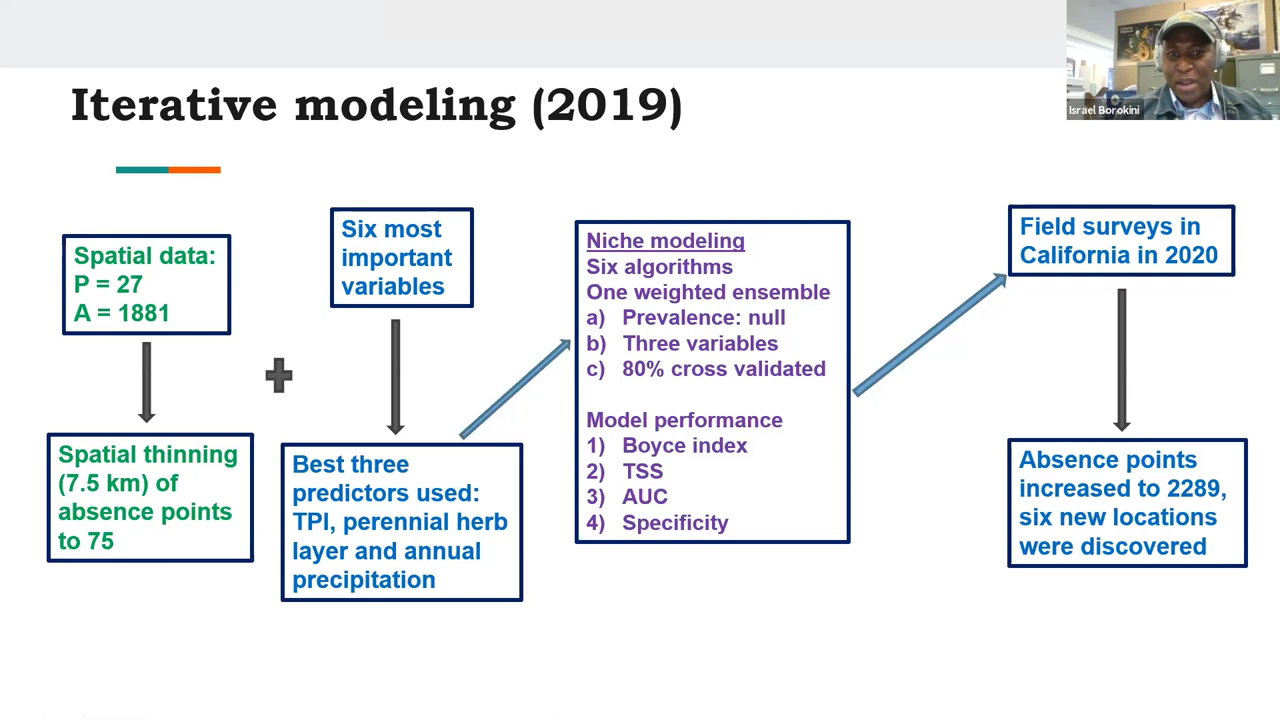 Iterative modeling (2019)
Israel Borokini
Spatial data:
P = 27
A = 1881
Spatial thinning
(7.5 km) of
absence points
to 75
Six most
important
variables
Best three
predictors used:
TPI, perennial herb
layer and annual
precipitation
Niche modeling
Six algorithms
One weighted ensemble
a) Prevalence: null
b) Three variables
c) 80% cross validated
Model performance
1) Boyce index
2) TSS
3) AUC
4) Specificity
Field surveys in
California in 2020
Absence points
increased to 2289,
six new locations
were discovered